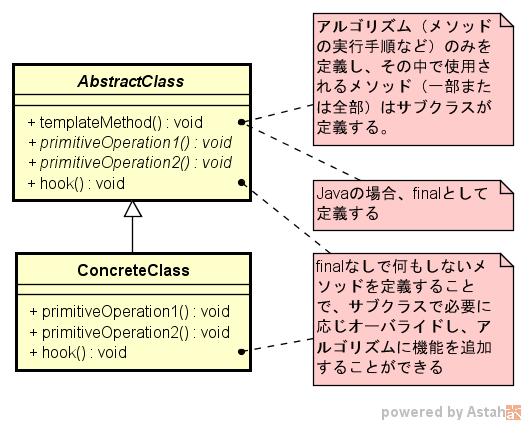 AbstractClass
+ templateMethod() : void
+ primitiveOperation1() : void
+ primitiveOperation2() : void
+ hook() : void
ConcreteClass
+ primitiveOperation1() : void
+ primitiveOperation2() : void
+ hook() : void
アルゴリズム（メソッド
の実行手順など）のみを
定義し、その中で使用さ
れるメソッド（一部また
は全部）はサブクラスが
定義する。
Javaの場合、finalとして
定義する
finalなしで何もしないメ
ソッドを定義すること
で、サブクラスで必要に
応じオーバライドし、ア
ルゴリズムに機能を追加
することができる
powered by Astah